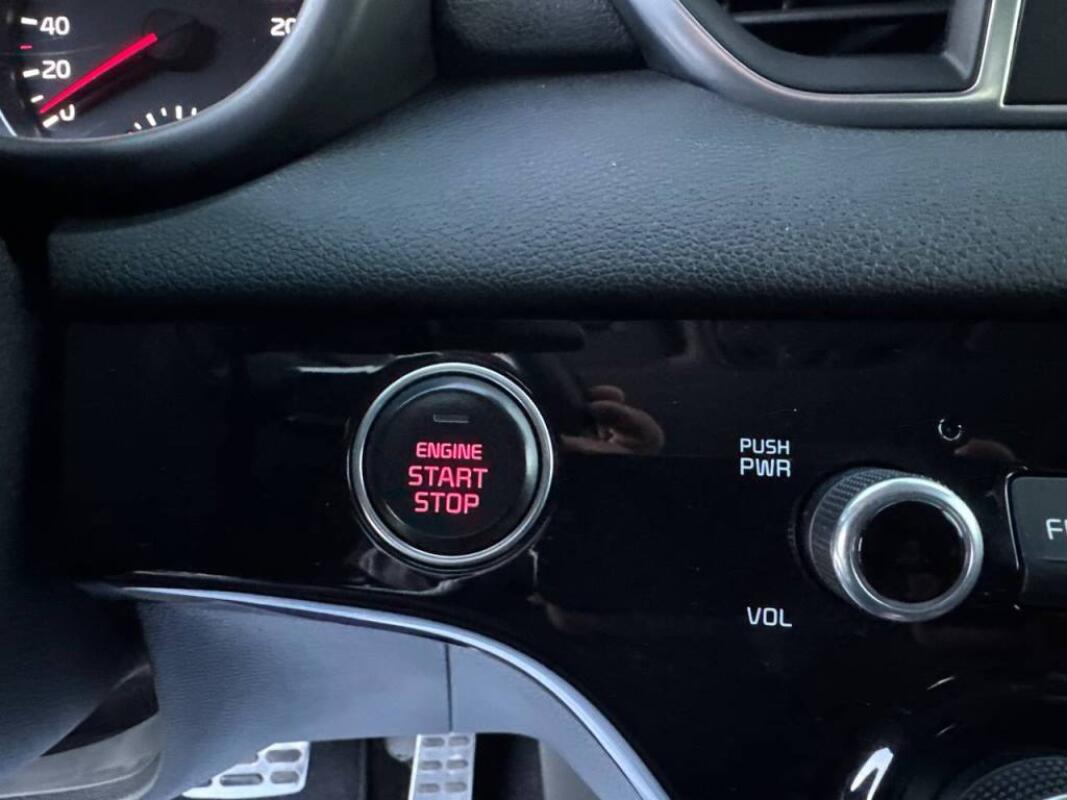 40
20
20
0
ENGINE
START
STOP
PUSH
PWR
VOL